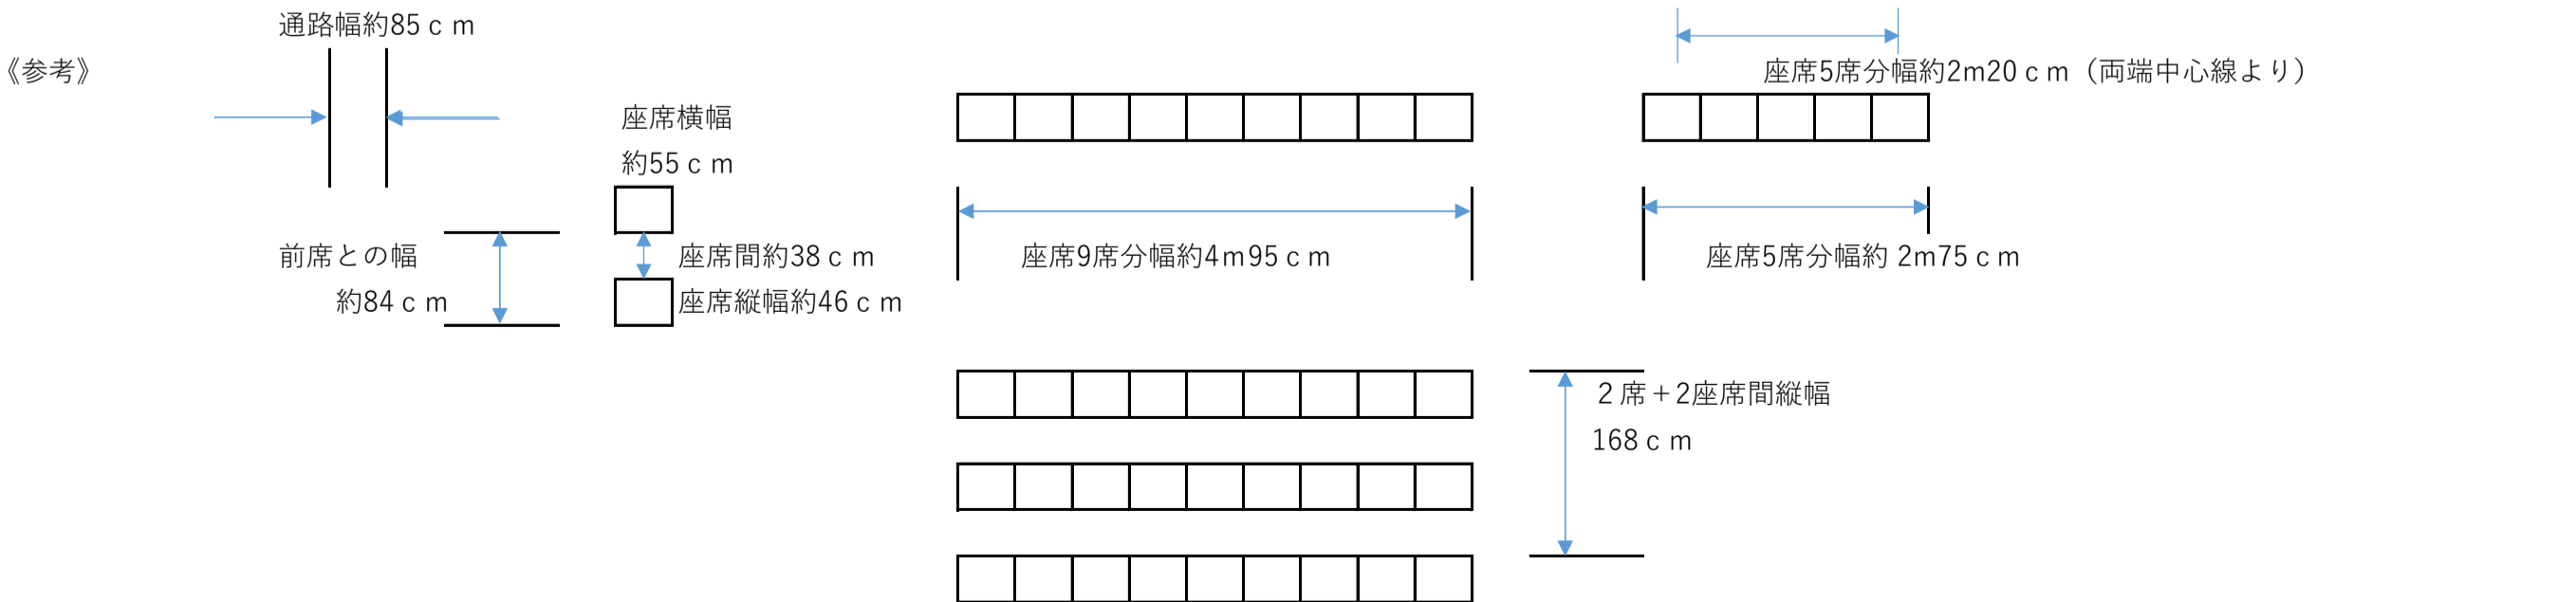 通路幅約85ｃｍ
《参考》
座席5席分幅約2m20ｃｍ（両端中心線より）
座席横幅
約55ｃｍ
前席との幅
約84ｃｍ
座席間約38ｃｍ
座席縦幅約46ｃｍ
座席9席分幅約4ｍ95ｃｍ
座席5席分幅約 2m75ｃｍ
２席＋2座席間縦幅
168ｃｍ